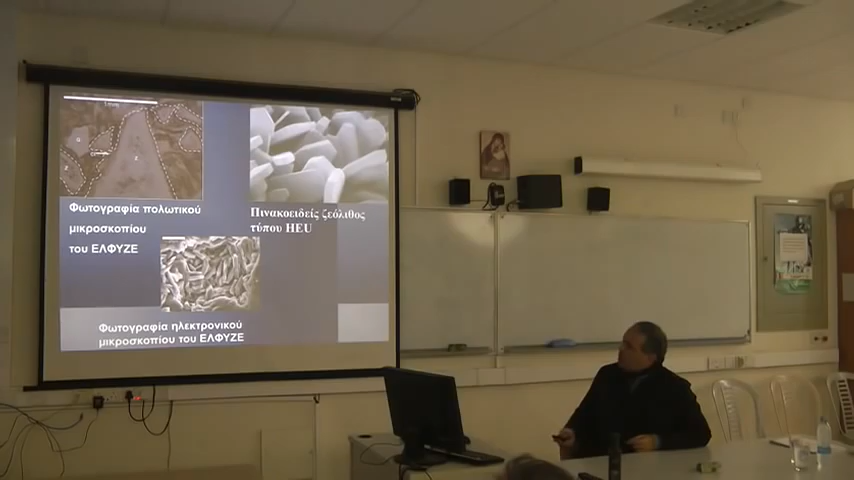 Φωτογραφία πολωτικού
μικροσκοπίου
του ΕΛΦΥΖΕ
Πινακοειδείς ζεόλιθος
τύπου HEU
Φωτογραφία ηλεκτρονικού
μικροσκοπίου του ΕΛΦΥΖΕ